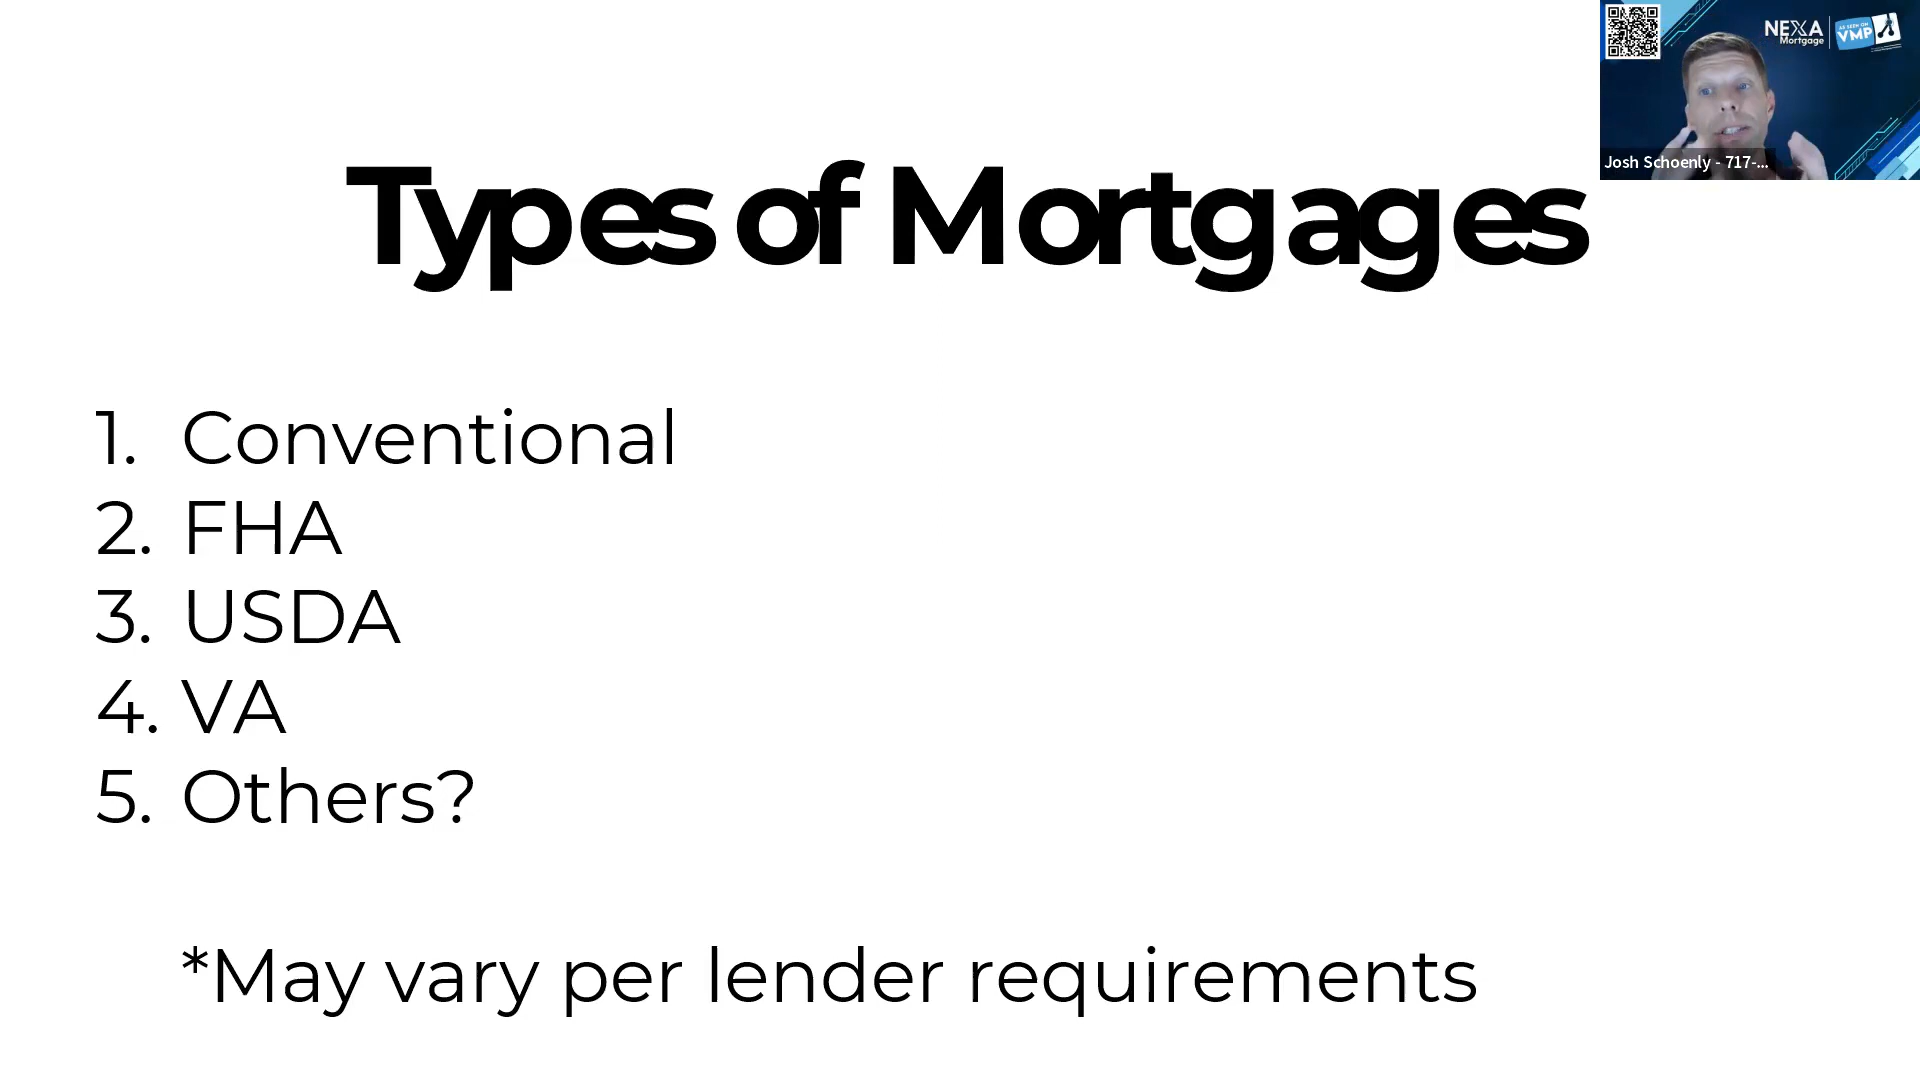 NEXA
Mortgage
AS SEEN ON
VMP
Josh Schoenly - 717-...
Types of Mortgages
1. Conventional
2. FHA
3. USDA
4. VA
5. Others?
*May vary per lender requirements